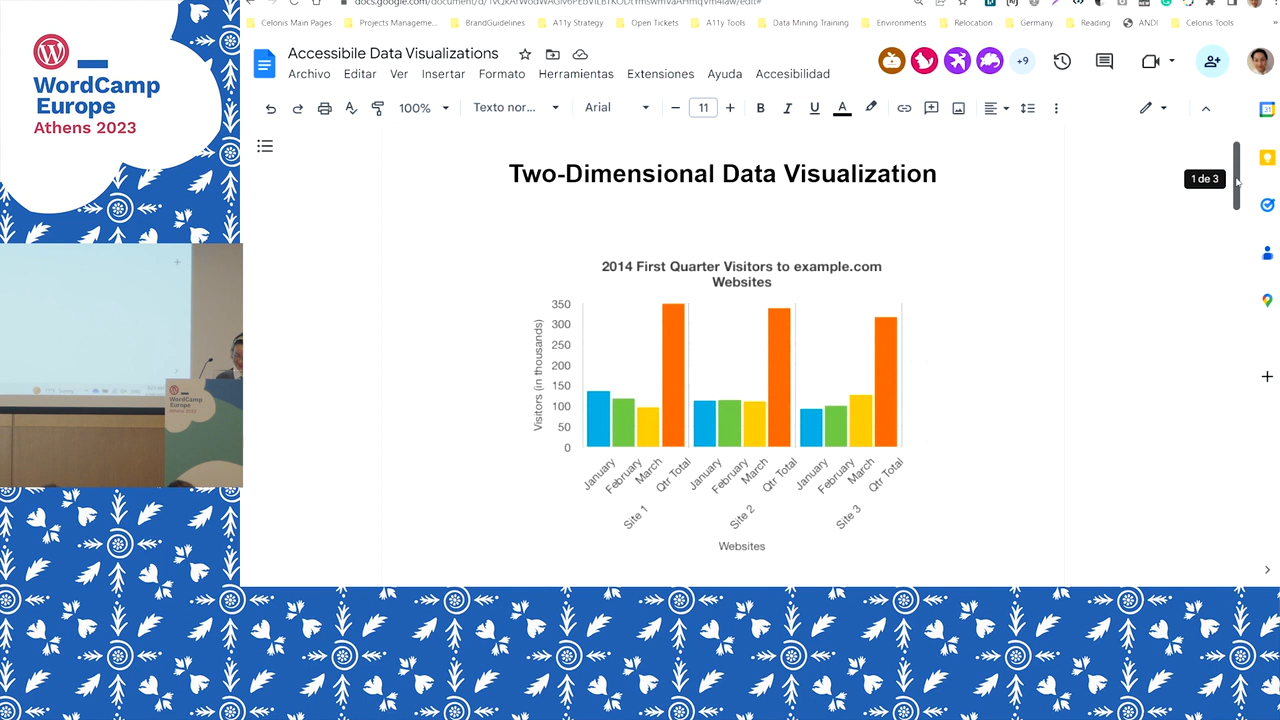 WordCamp
Europe
Athens 2023
Celonis Main Pages
Projects Manageme...
BrandGuidelines
A11y Strategy
Open Tickets
A11y Tools
Data Mining Training
Environments
Relocation
Germany
Reading
ANDI
Celonis Tools
Accessibile Data Visualizations
+9
Archivo Editar Ver Insertar Formato Herramientas Extensiones Ayuda Accesibilidad
100% Texto nor... Arial 11 B I U A
Two-Dimensional Data Visualization
1 de 3
2014 First Quarter Visitors to example.com
Websites
Visitors (in thousands)
350
300
250
200
150
100
50
0
January February March Qtr Total January February March Qtr Total January February March Qtr Total
Site 1 Site 2 Site 3
Websites
WordCamp
Europe